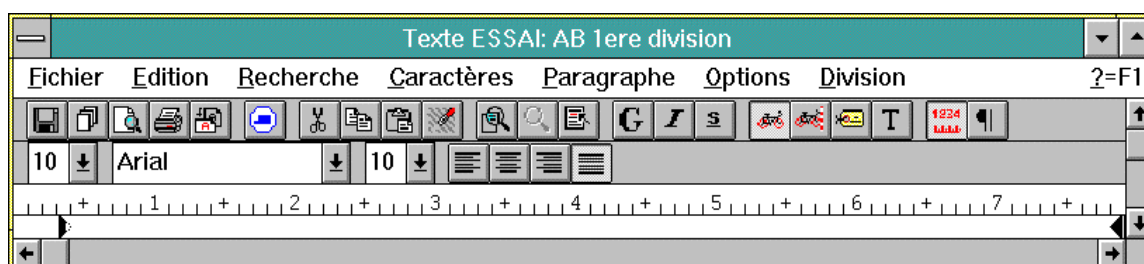 Texte ESSAI: AB 1ere division
Fichier Edition Recherche Caractères Paragraphe Options Division ?=F1
A G I S T 1234 ¶
10 Arial 10
1 2 3 4 5 6 7